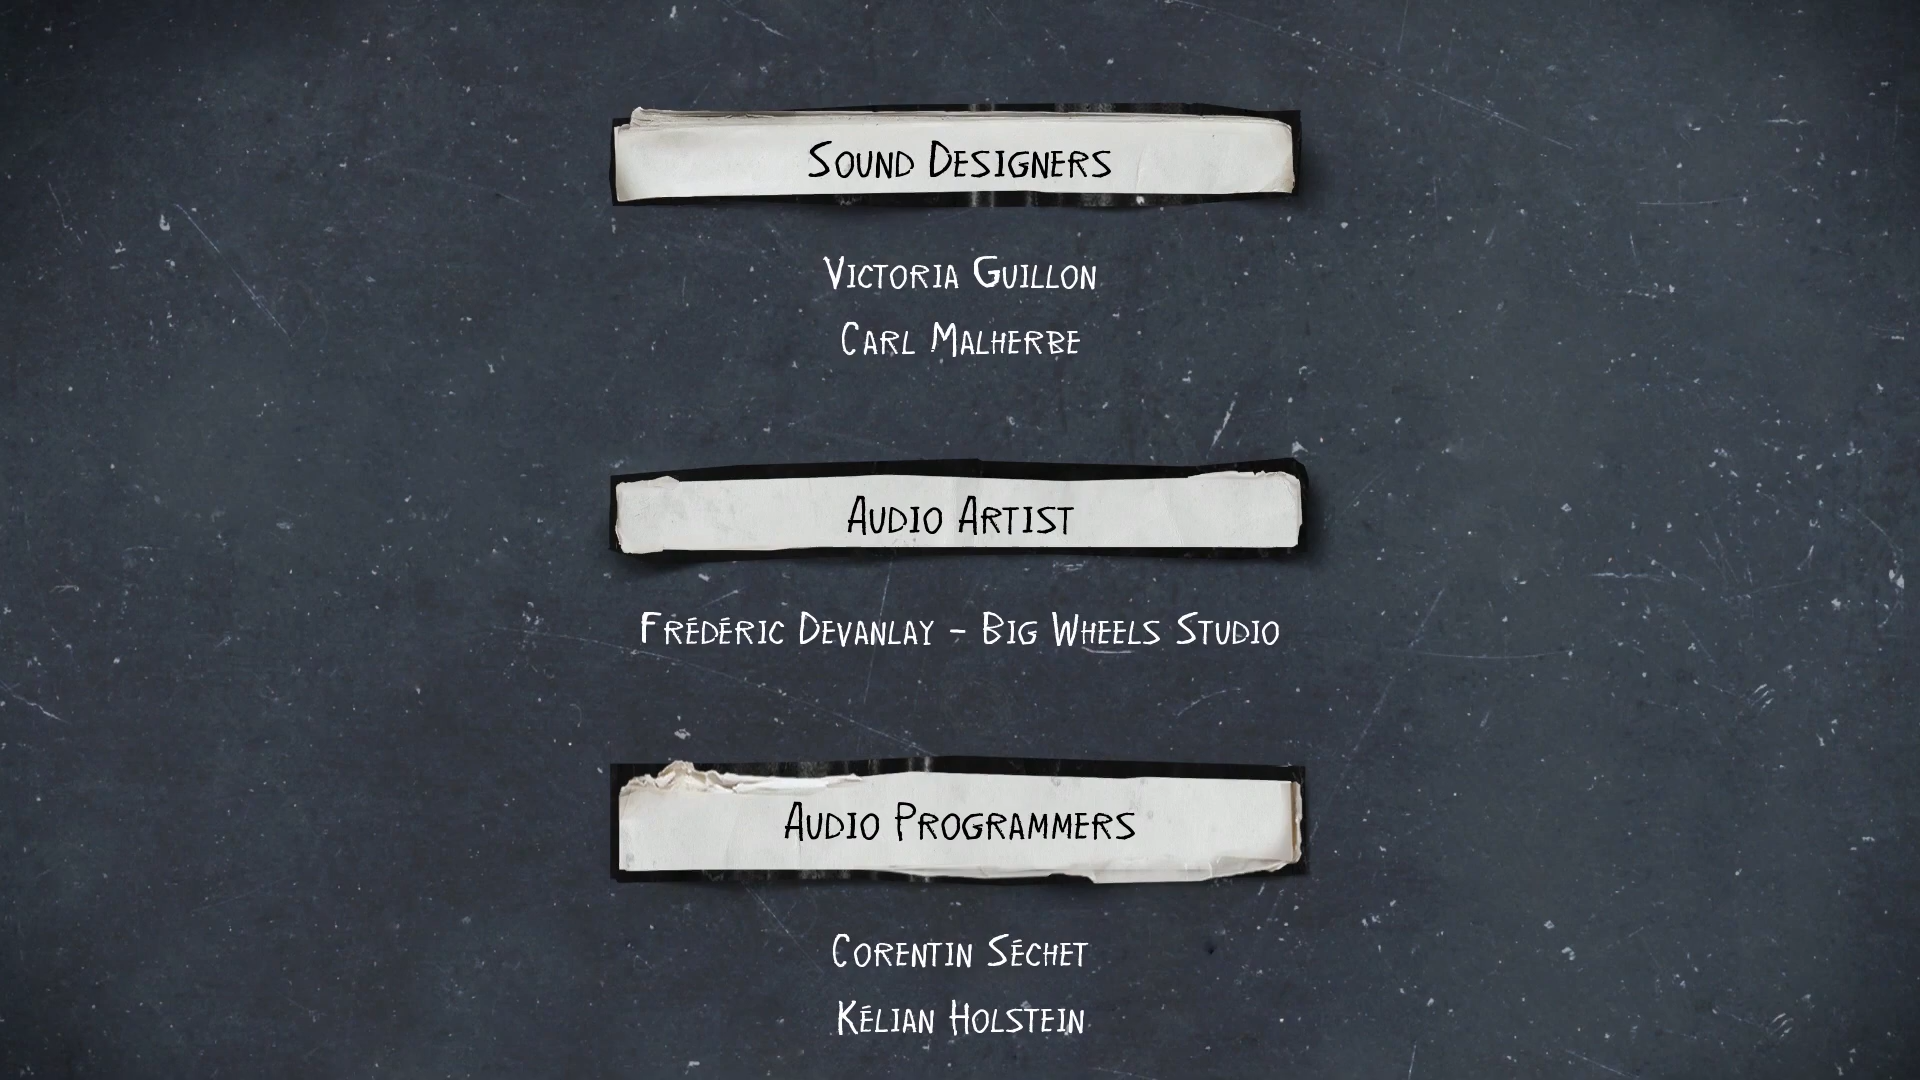 Sound Designers
Victoria Guillon
Carl Malherbe
Audio Artist
Frédéric Devanlay - Big Wheels Studio
Audio Programmers
Corentin Séchet
Kélian Holstein